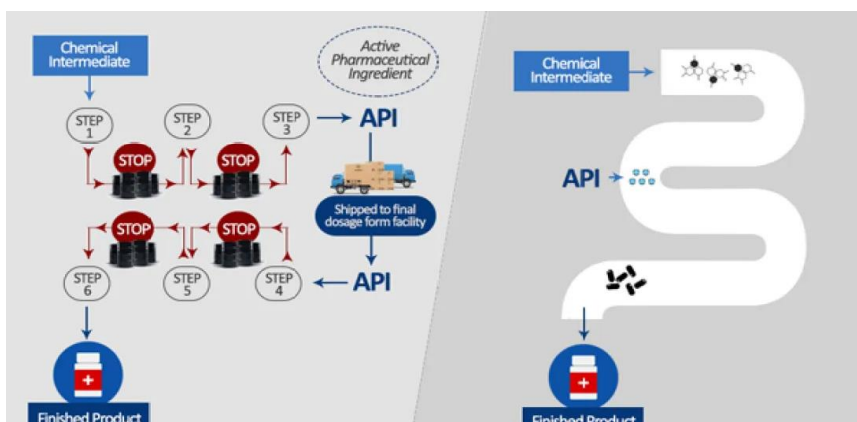 Chemical
Intermediate
Active
Pharmaceutical
Ingredient
STEP
1
STEP
2
STEP
3
API
STOP
STOP
Shipped to final
dosage form facility
STOP
STOP
STEP
6
STEP
5
STEP
4
API
Finished Product
Chemical
Intermediate
API
Finished Product